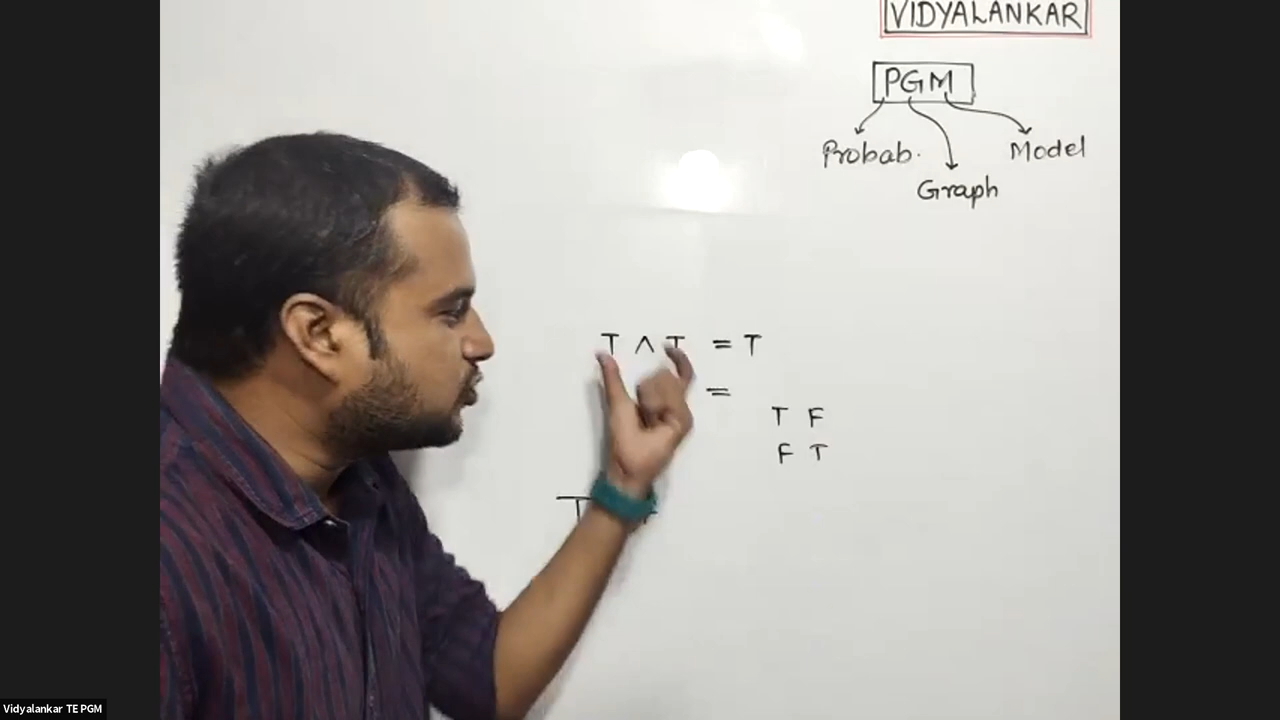 VIDYALANKAR
PGM
Probab. Model
Graph
T ∧ T = T
=
T F
F T
T
Vidyalankar TE PGM